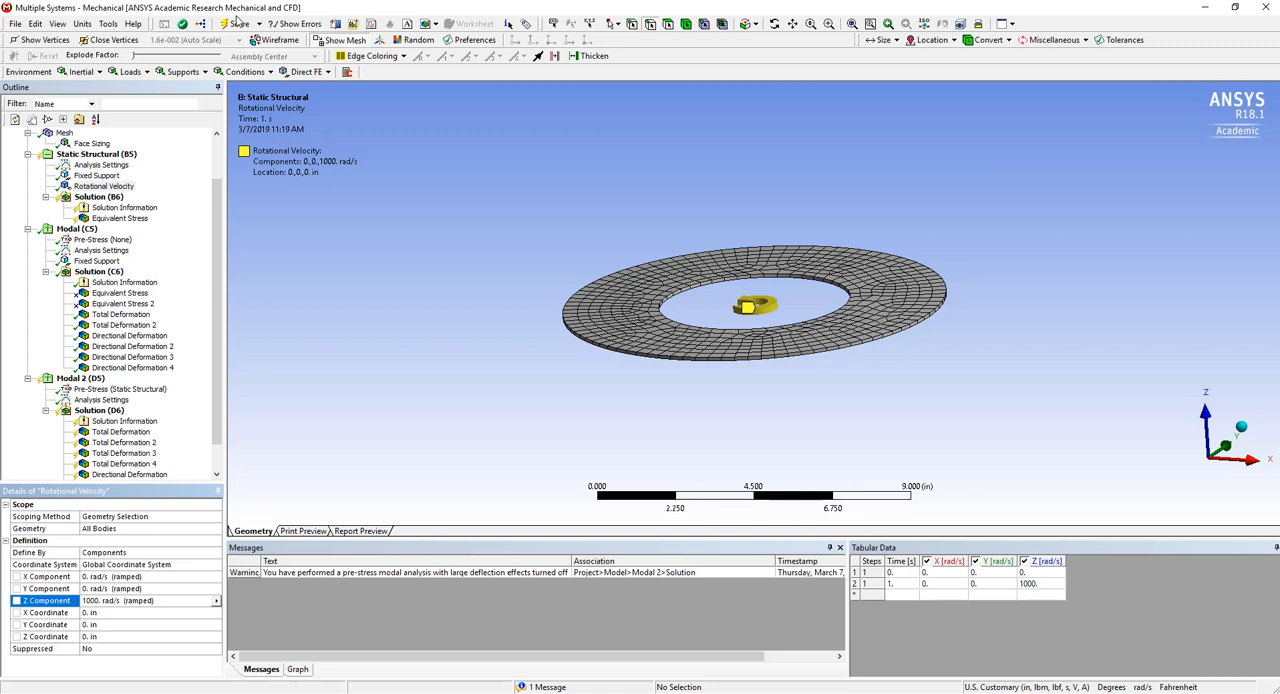 Multiple Systems - Mechanical [ANSYS Academic Research Mechanical and CFD]
File Edit View Units Tools Help Show Errors Worksheet
Show Vertices Close Vertices 1.6e-002 (Auto Scale) Wireframe Show Mesh Random Preferences Size Location Convert Miscellaneous Tolerances
Reset Explode Factor: Assembly Center Edge Coloring Thicken
Environment Inertial Loads Supports Conditions Direct FE
Outline
Filter: Name
Mesh
Face Sizing
Static Structural (B5)
Analysis Settings
Fixed Support
Rotational Velocity
Solution (B6)
Solution Information
Equivalent Stress
Modal (C5)
Pre-Stress (None)
Analysis Settings
Fixed Support
Solution (C6)
Solution Information
Equivalent Stress
Equivalent Stress 2
Total Deformation
Total Deformation 2
Directional Deformation
Directional Deformation 2
Directional Deformation 3
Directional Deformation 4
Modal 2 (D5)
Pre-Stress (Static Structural)
Analysis Settings
Solution (D6)
Solution Information
Total Deformation
Total Deformation 2
Total Deformation 3
Total Deformation 4
Directional Deformation
Details of "Rotational Velocity"
Scope
Scoping Method Geometry Selection
Geometry All Bodies
Definition
Define By Components
Coordinate System Global Coordinate System
X Component 0. rad/s (ramped)
Y Component 0. rad/s (ramped)
Z Component 1000. rad/s (ramped)
X Coordinate 0. in
Y Coordinate 0. in
Z Coordinate 0. in
Suppressed No
B: Static Structural
Rotational Velocity
Time: 1. s
3/7/2019 11:19 AM
Rotational Velocity:
Components: 0.,0.,1000. rad/s
Location: 0.,0.,0. in
ANSYS
R18.1
Academic
Z
Y
X
0.000 4.500 9.000 (in)
2.250 6.750
Geometry Print Preview Report Preview
Messages
Text Association Timestamp
Warning You have performed a pre-stress modal analysis with large deflection effects turned off Project>Model>Modal 2>Solution Thursday, March 7,
Messages Graph
Tabular Data
Steps Time [s] X [rad/s] Y [rad/s] Z [rad/s]
1 1 0. 0. 0. 0.
2 1 1. 0. 0. 1000.
*
1 Message No Selection U.S. Customary (in, lbm, lbf, s, V, A) Degrees rad/s Fahrenheit